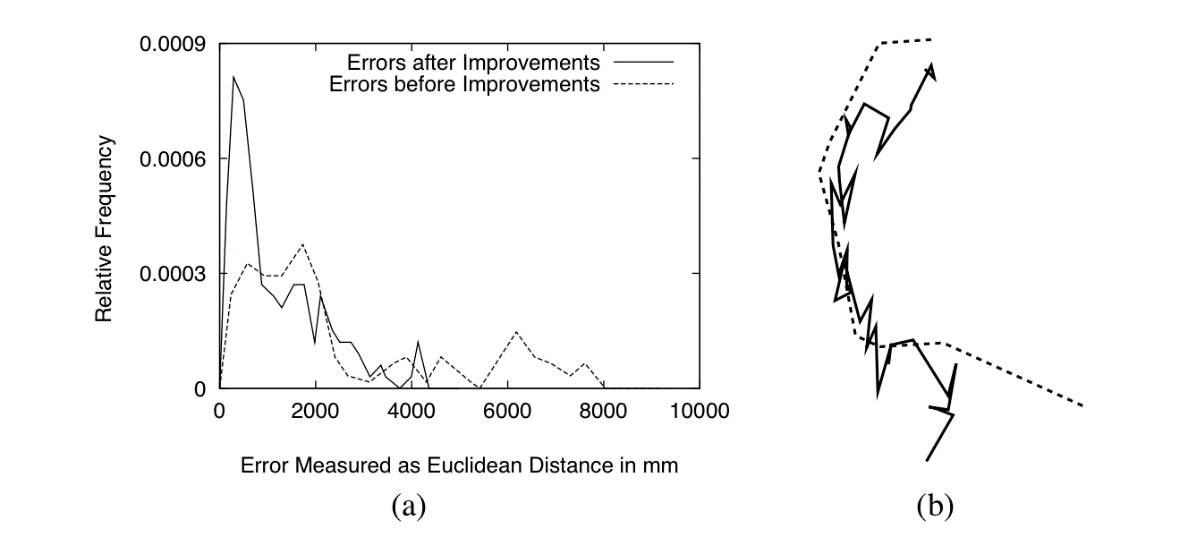 0.0009
0.0006
0.0003
0
Relative Frequency
Errors after Improvements
Errors before Improvements
0 2000 4000 6000 8000 10000
Error Measured as Euclidean Distance in mm
(a)
(b)